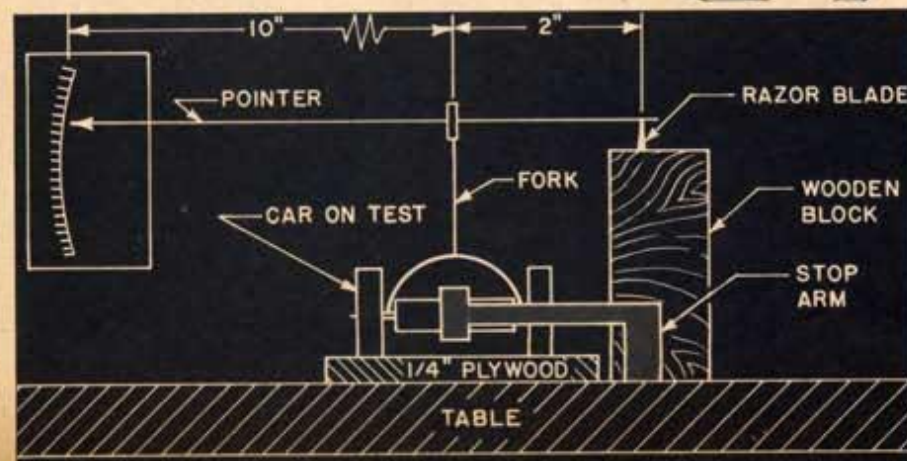 10"
2"
POINTER
RAZOR BLADE
FORK
CAR ON TEST
WOODEN
BLOCK
STOP
ARM
1/4" PLYWOOD
TABLE